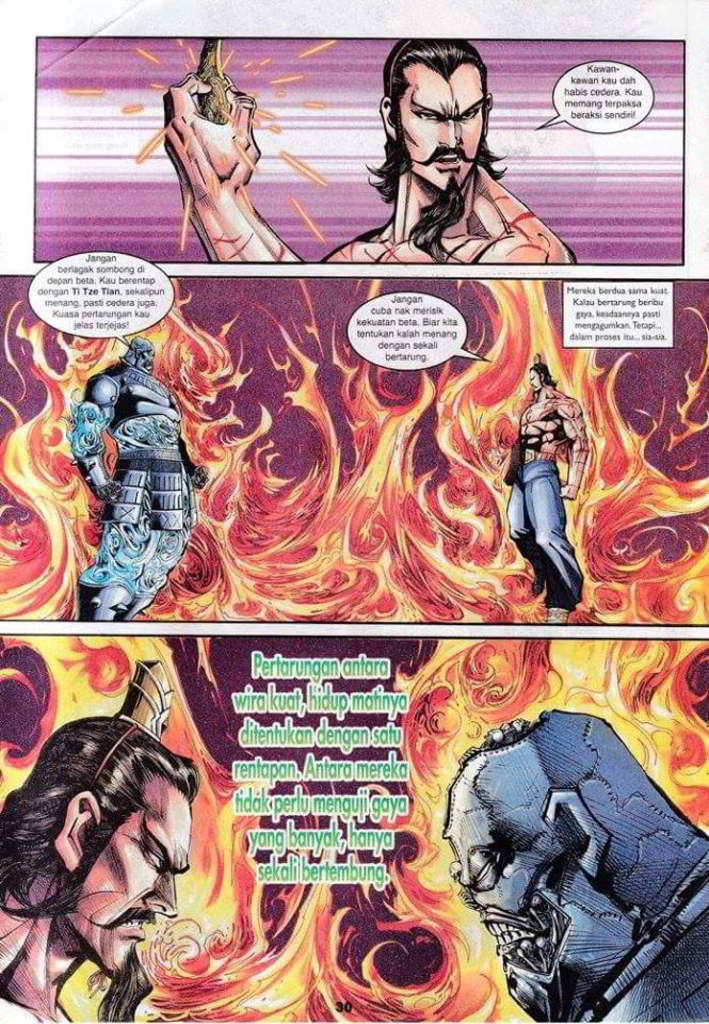 Kawan-
kawan kau dah
habis cedera. Kau
memang terpaksa
beraksi sendiri!
Jangan
berlagak sombong di
depan beta. Kau berentap
dengan Ti Tze Tian, sekalipun
menang, pasti cedera juga.
Kuasa pertarungan kau
jelas terjejas!
Jangan
cuba nak merisik
kekuatan beta. Biar kita
tentukan kalah menang
dengan sekali
bertarung.
Mereka berdua sama kuat.
Kalau bertarung beribu
gaya, keadaannya pasti
mengagumkan. Tetapi...
dalam proses itu... sia-sia.
Pertarungan antara
wira kuat, hidup matinya
ditentukan dengan satu
rentapan. Antara mereka
tidak perlu menguji gaya
yang banyak, hanya
sekali bertembung.
30